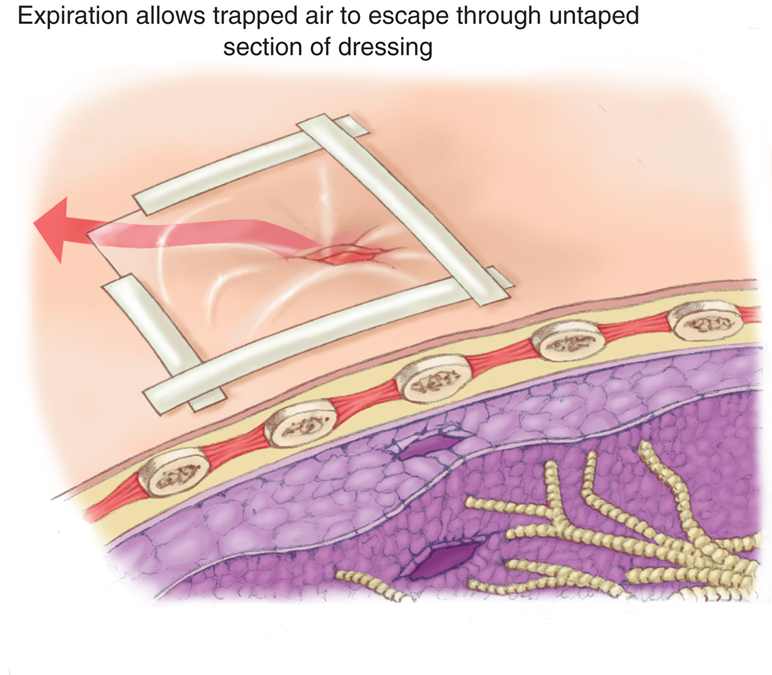 Expiration allows trapped air to escape through untaped
section of dressing